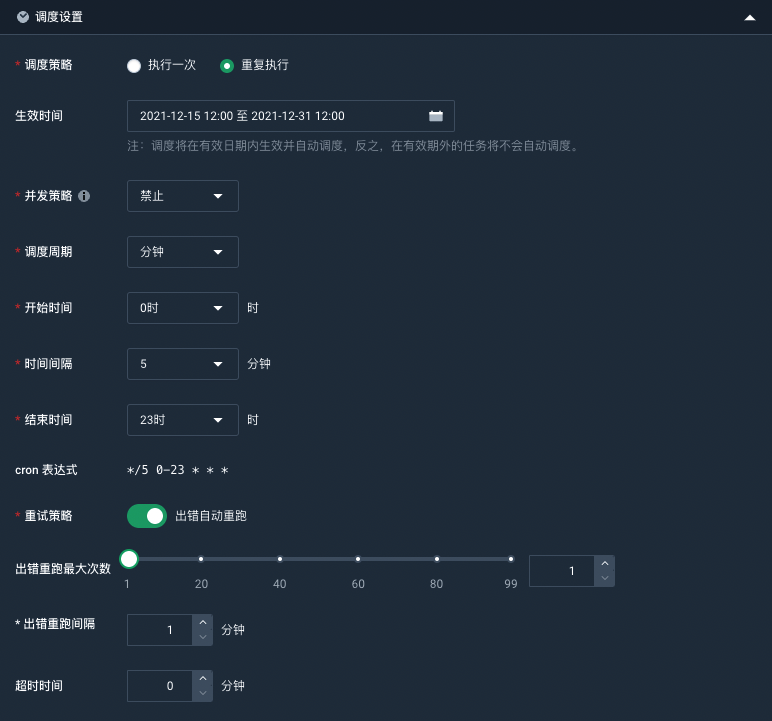 调度设置
* 调度策略 执行一次 重复执行
生效时间 2021-12-15 12:00 至 2021-12-31 12:00
注：调度将在有效日期内生效并自动调度，反之，在有效期外的任务将不会自动调度。
* 并发策略 禁止
* 调度周期 分钟
* 开始时间 0时 时
* 时间间隔 5 分钟
* 结束时间 23时 时
cron 表达式 */5 0-23 * * *
* 重试策略 出错自动重跑
出错重跑最大次数 1
1 20 40 60 80 99
* 出错重跑间隔 1 分钟
超时时间 0 分钟